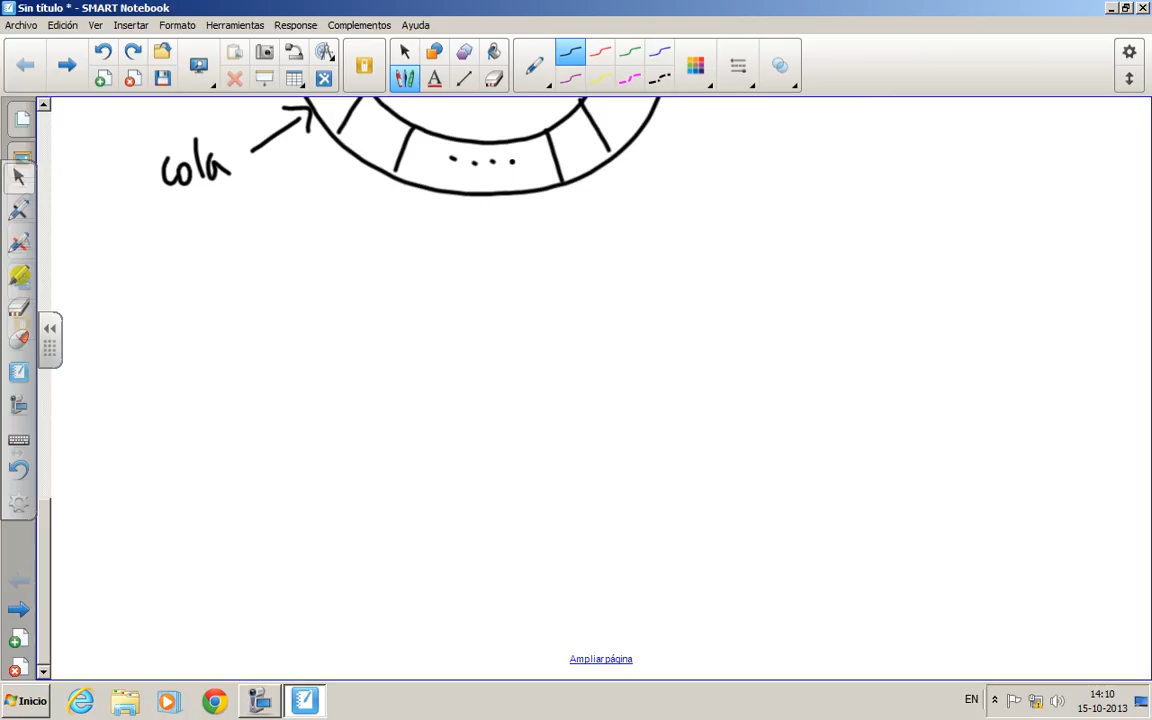 Sin título * - SMART Notebook
Archivo Edición Ver Insertar Formato Herramientas Response Complementos Ayuda
A
cola
Ampliar página
Inicio
EN
14:10
15-10-2013